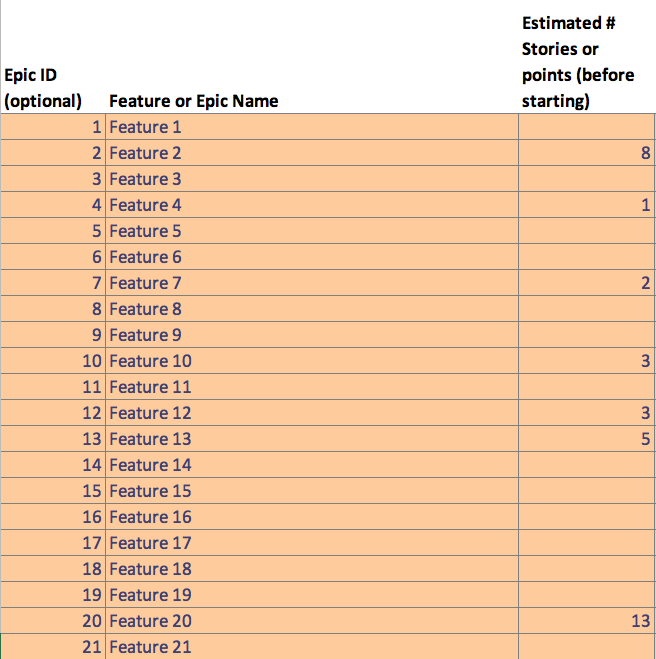 Estimated #
Stories or
Epic ID points (before
(optional) Feature or Epic Name starting)
1 Feature 1
2 Feature 2 8
3 Feature 3
4 Feature 4 1
5 Feature 5
6 Feature 6
7 Feature 7 2
8 Feature 8
9 Feature 9
10 Feature 10 3
11 Feature 11
12 Feature 12 3
13 Feature 13 5
14 Feature 14
15 Feature 15
16 Feature 16
17 Feature 17
18 Feature 18
19 Feature 19
20 Feature 20 13
21 Feature 21